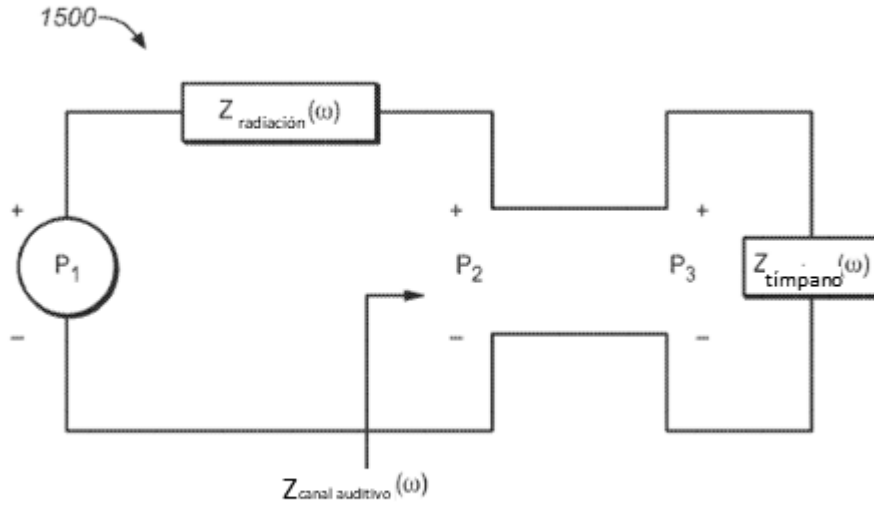 1500
Z radiación(ω)
+ + +
P1 P2 P3 Z tímpano(ω)
− − −
Z canal auditivo (ω)